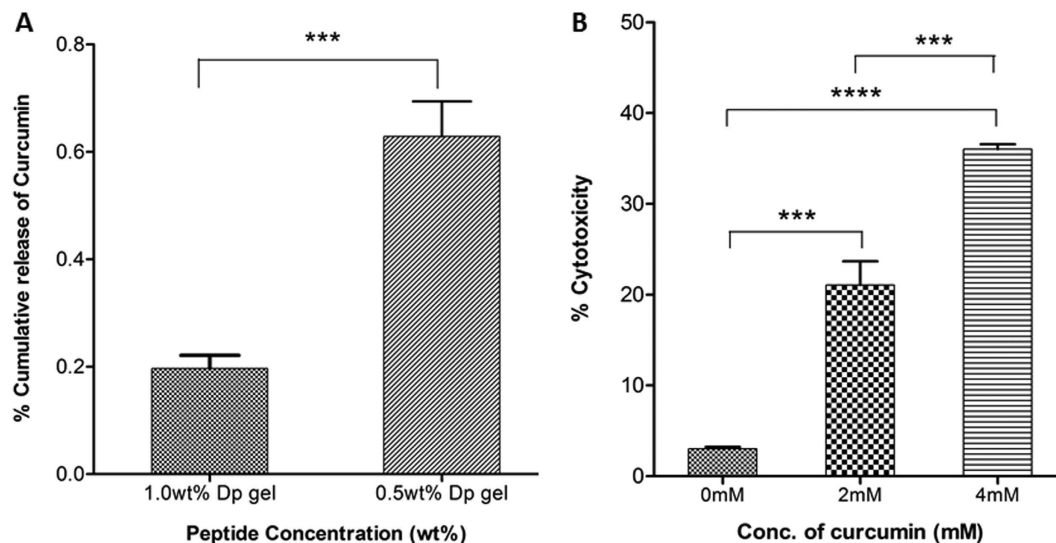 A
% Cumulative release of Curcumin
0.8
0.6
0.4
0.2
0.0
***
1.0wt% Dp gel 0.5wt% Dp gel
Peptide Concentration (wt%)
B
% Cytotoxicity
50
40
30
20
10
0
***
****
***
0mM 2mM 4mM
Conc. of curcumin (mM)